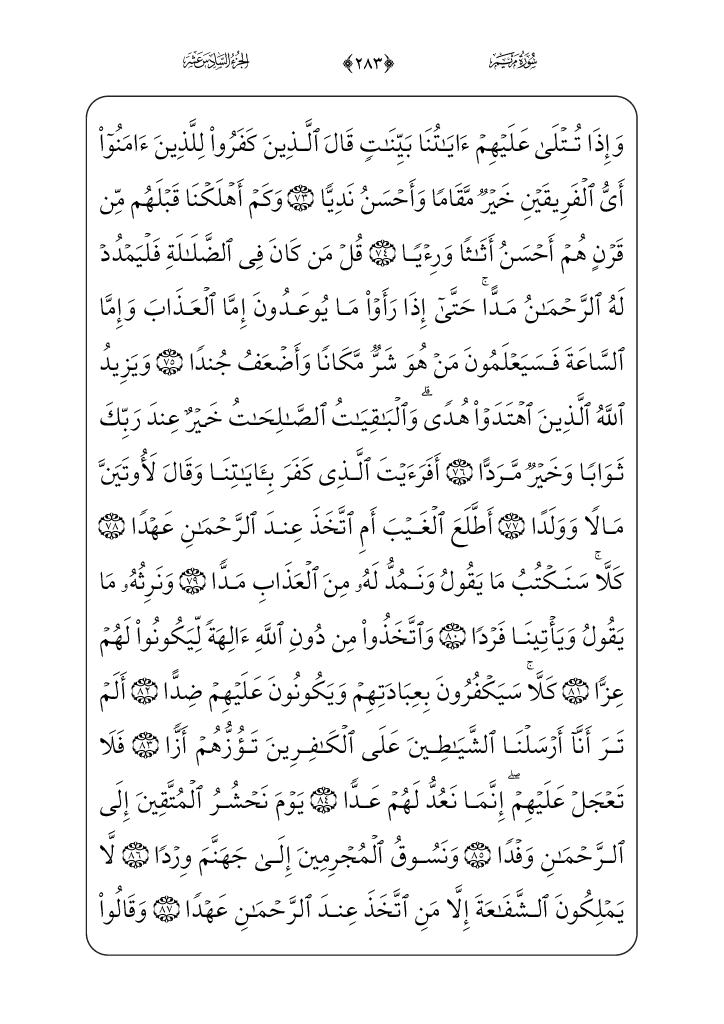 سُورَةُ مَرْيَمَ ﴿٢٨٣﴾ الجُزْءُ السَّادِسَ عَشَرَ
وَإِذَا تُتۡلَىٰ عَلَيۡهِمۡ ءَايَٰتُنَا بَيِّنَٰتٖ قَالَ ٱلَّذِينَ كَفَرُواْ لِلَّذِينَ ءَامَنُوٓاْ
أَيُّ ٱلۡفَرِيقَيۡنِ خَيۡرٞ مَّقَامٗا وَأَحۡسَنُ نَدِيّٗا ٧٣ وَكَمۡ أَهۡلَكۡنَا قَبۡلَهُم مِّن
قَرۡنٍ هُمۡ أَحۡسَنُ أَثَٰثٗا وَرِءۡيٗا ٧٤ قُلۡ مَن كَانَ فِي ٱلضَّلَٰلَةِ فَلۡيَمۡدُدۡ
لَهُ ٱلرَّحۡمَٰنُ مَدًّاۚ حَتَّىٰٓ إِذَا رَأَوۡاْ مَا يُوعَدُونَ إِمَّا ٱلۡعَذَابَ وَإِمَّا
ٱلسَّاعَةَ فَسَيَعۡلَمُونَ مَنۡ هُوَ شَرّٞ مَّكَانٗا وَأَضۡعَفُ جُندٗا ٧٥ وَيَزِيدُ
ٱللَّهُ ٱلَّذِينَ ٱهۡتَدَوۡاْ هُدٗىۗ وَٱلۡبَٰقِيَٰتُ ٱلصَّٰلِحَٰتُ خَيۡرٌ عِندَ رَبِّكَ
ثَوَابٗا وَخَيۡرٞ مَّرَدًّا ٧٦ أَفَرَءَيۡتَ ٱلَّذِي كَفَرَ بِـَٔايَٰتِنَا وَقَالَ لَأُوتَيَنَّ
مَالٗا وَوَلَدًا ٧٧ أَطَّلَعَ ٱلۡغَيۡبَ أَمِ ٱتَّخَذَ عِندَ ٱلرَّحۡمَٰنِ عَهۡدٗا ٧٨
كَلَّاۚ سَنَكۡتُبُ مَا يَقُولُ وَنَمُدُّ لَهُۥ مِنَ ٱلۡعَذَابِ مَدّٗا ٧٩ وَنَرِثُهُۥ مَا
يَقُولُ وَيَأۡتِينَا فَرۡدٗا ٨٠ وَٱتَّخَذُواْ مِن دُونِ ٱللَّهِ ءَالِهَةٗ لِّيَكُونُواْ لَهُمۡ
عِزّٗا ٨١ كَلَّاۚ سَيَكۡفُرُونَ بِعِبَادَتِهِمۡ وَيَكُونُونَ عَلَيۡهِمۡ ضِدًّا ٨٢ أَلَمۡ
تَرَ أَنَّآ أَرۡسَلۡنَا ٱلشَّيَٰطِينَ عَلَى ٱلۡكَٰفِرِينَ تَؤُزُّهُمۡ أَزّٗا ٨٣ فَلَا
تَعۡجَلۡ عَلَيۡهِمۡۖ إِنَّمَا نَعُدُّ لَهُمۡ عَدّٗا ٨٤ يَوۡمَ نَحۡشُرُ ٱلۡمُتَّقِينَ إِلَى
ٱلرَّحۡمَٰنِ وَفۡدٗا ٨٥ وَنَسُوقُ ٱلۡمُجۡرِمِينَ إِلَىٰ جَهَنَّمَ وِرۡدٗا ٨٦ لَّا
يَمۡلِكُونَ ٱلشَّفَٰعَةَ إِلَّا مَنِ ٱتَّخَذَ عِندَ ٱلرَّحۡمَٰنِ عَهۡدٗا ٨٧ وَقَالُواْ